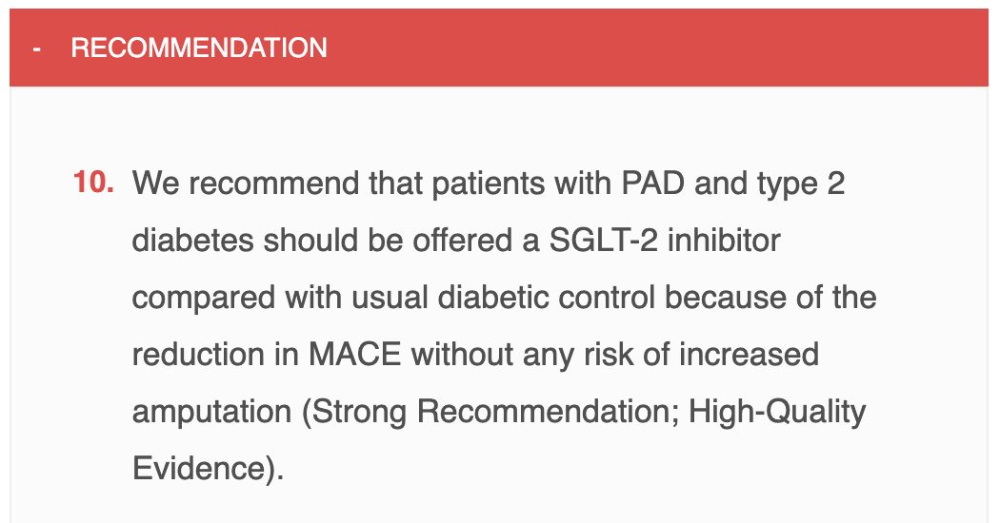 - RECOMMENDATION
10. We recommend that patients with PAD and type 2
diabetes should be offered a SGLT-2 inhibitor
compared with usual diabetic control because of the
reduction in MACE without any risk of increased
amputation (Strong Recommendation; High-Quality
Evidence).